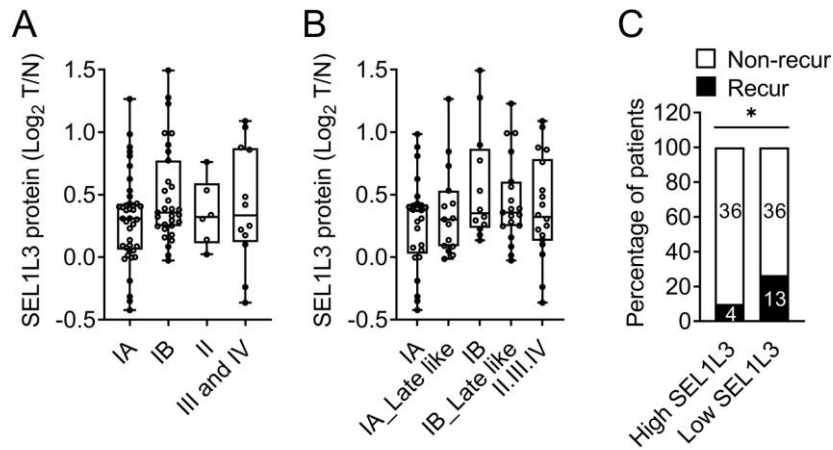 A
SEL1L3 protein (Log2 T/N)
1.5
1.0
0.5
0.0
-0.5
IA
IB
II
III and IV
B
SEL1L3 protein (Log2 T/N)
1.5
1.0
0.5
0.0
-0.5
IA
IA_Late like
IB
IB_Late like
II.III.IV
C
Non-recur
Recur
Percentage of patients
120
100
80
60
40
20
0
*
36
36
4
13
High SEL1L3
Low SEL1L3